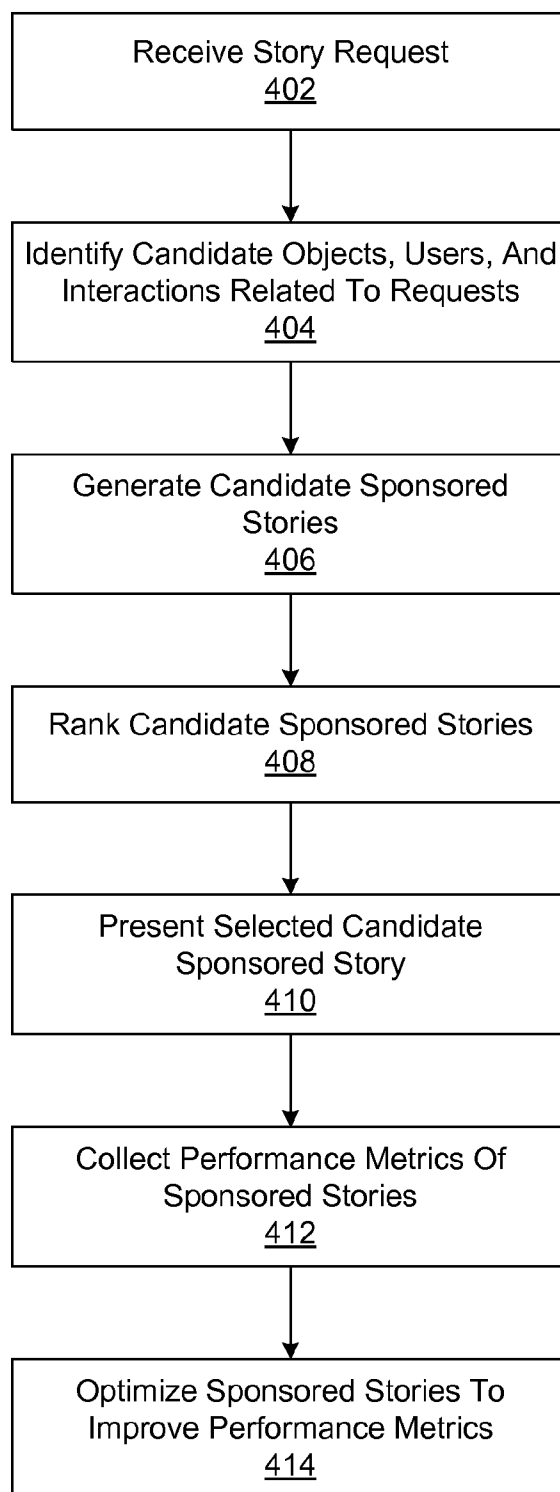 Receive Story Request
402
Identify Candidate Objects, Users, And
Interactions Related To Requests
404
Generate Candidate Sponsored
Stories
406
Rank Candidate Sponsored Stories
408
Present Selected Candidate
Sponsored Story
410
Collect Performance Metrics Of
Sponsored Stories
412
Optimize Sponsored Stories To
Improve Performance Metrics
414